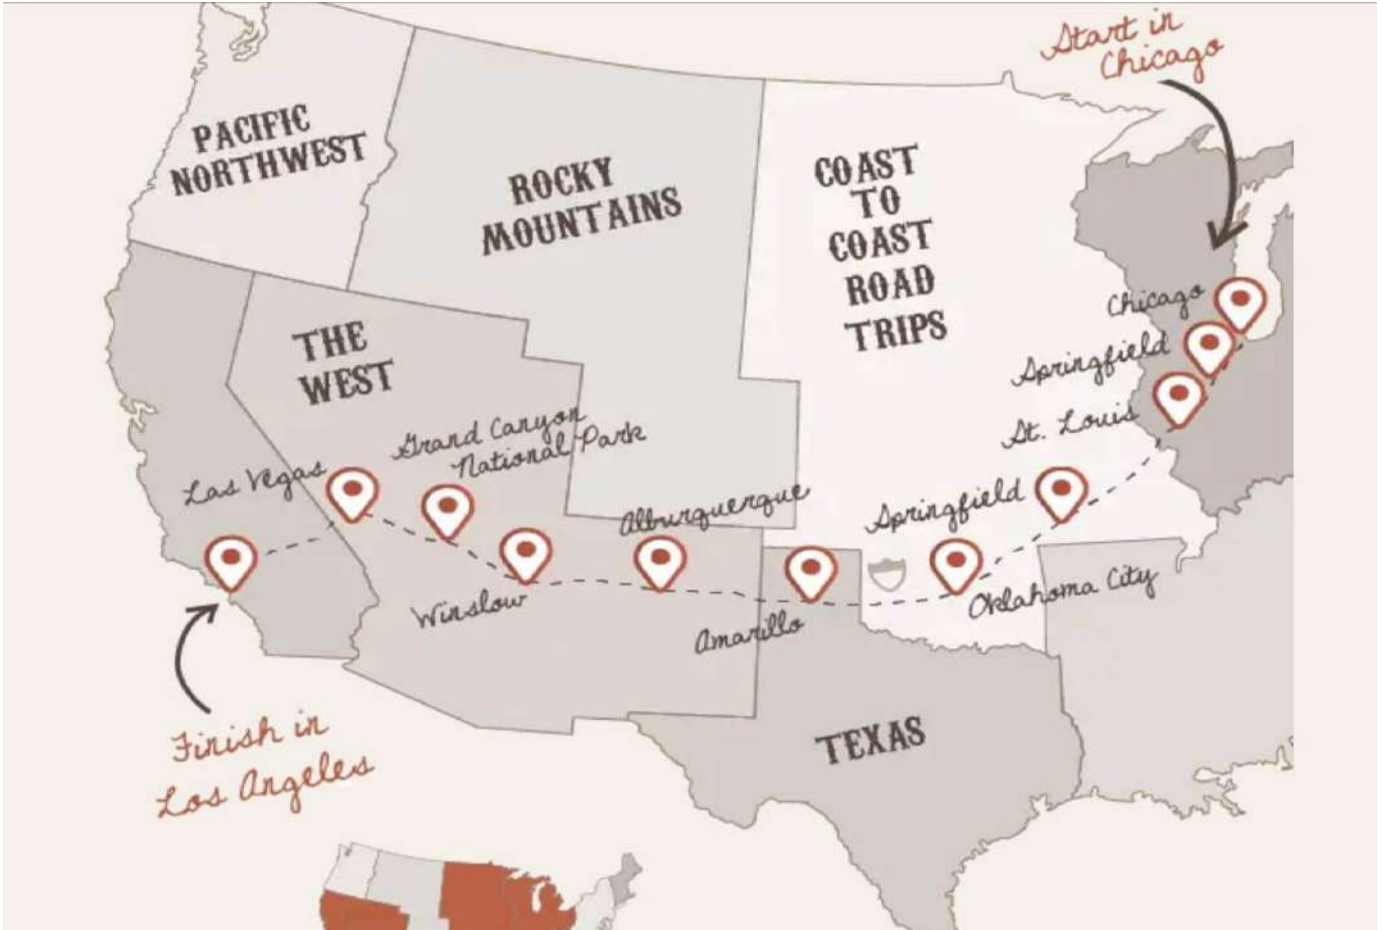 Start in
Chicago
PACIFIC
NORTHWEST
ROCKY
MOUNTAINS
COAST
TO
COAST
ROAD
TRIPS
THE
WEST
Chicago
Springfield
St. Louis
Grand Canyon
National Park
Las Vegas
Alburquerque
Springfield
Winslow
Amarillo
Oklahoma City
Finish in
Los Angeles
TEXAS